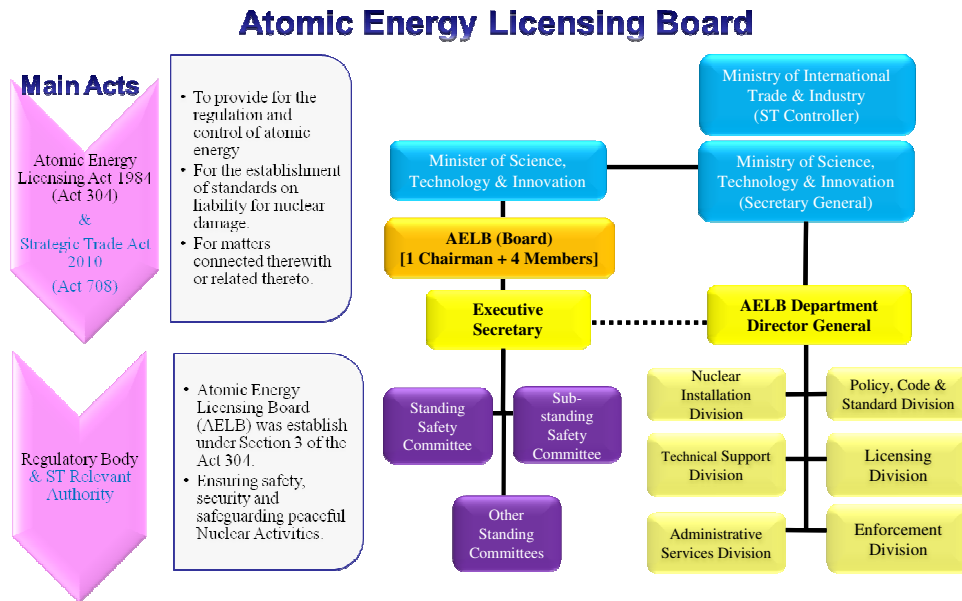 Atomic Energy Licensing Board
Main Acts
Atomic Energy
Licensing Act 1984
(Act 304)
&
Strategic Trade Act
2010
(Act 708)
• To provide for the
regulation and
control of atomic
energy
• For the establishment
of standards on
liability for nuclear
damage.
• For matters
connected therewith
or related thereto.
Regulatory Body
& ST Relevant
Authority
• Atomic Energy
Licensing Board
(AELB) was establish
under Section 3 of the
Act 304.
• Ensuring safety,
security and
safeguarding peaceful
Nuclear Activities.
Ministry of International
Trade & Industry
(ST Controller)
Minister of Science,
Technology & Innovation
Ministry of Science,
Technology & Innovation
(Secretary General)
AELB (Board)
[1 Chairman + 4 Members]
Executive
Secretary
AELB Department
Director General
Standing
Safety
Committee
Sub-
standing
Safety
Committee
Other
Standing
Committees
Nuclear
Installation
Division
Policy, Code &
Standard Division
Technical Support
Division
Licensing
Division
Administrative
Services Division
Enforcement
Division